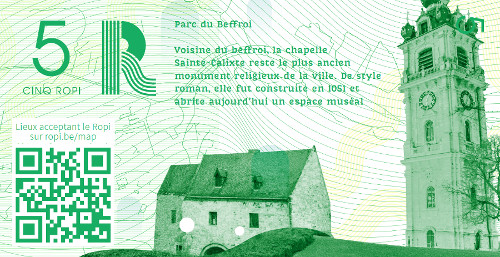 5 R
CINQ ROPI
Parc du Beffroi
Voisine du beffroi, la chapelle
Sainte-Calixte reste le plus ancien
monument religieux de la ville. De style
roman, elle fut construite en 1051 et
abrite aujourd'hui un espace muséal
Lieux acceptant le Ropi
sur ropi.be/map